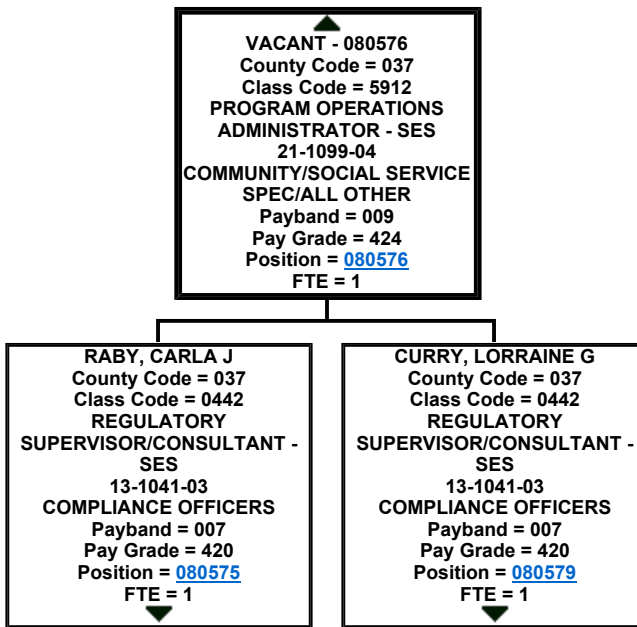 VACANT - 080576
County Code = 037
Class Code = 5912
PROGRAM OPERATIONS
ADMINISTRATOR - SES
21-1099-04
COMMUNITY/SOCIAL SERVICE
SPEC/ALL OTHER
Payband = 009
Pay Grade = 424
Position = 080576
FTE = 1
RABY, CARLA J
County Code = 037
Class Code = 0442
REGULATORY
SUPERVISOR/CONSULTANT -
SES
13-1041-03
COMPLIANCE OFFICERS
Payband = 007
Pay Grade = 420
Position = 080575
FTE = 1
CURRY, LORRAINE G
County Code = 037
Class Code = 0442
REGULATORY
SUPERVISOR/CONSULTANT -
SES
13-1041-03
COMPLIANCE OFFICERS
Payband = 007
Pay Grade = 420
Position = 080579
FTE = 1